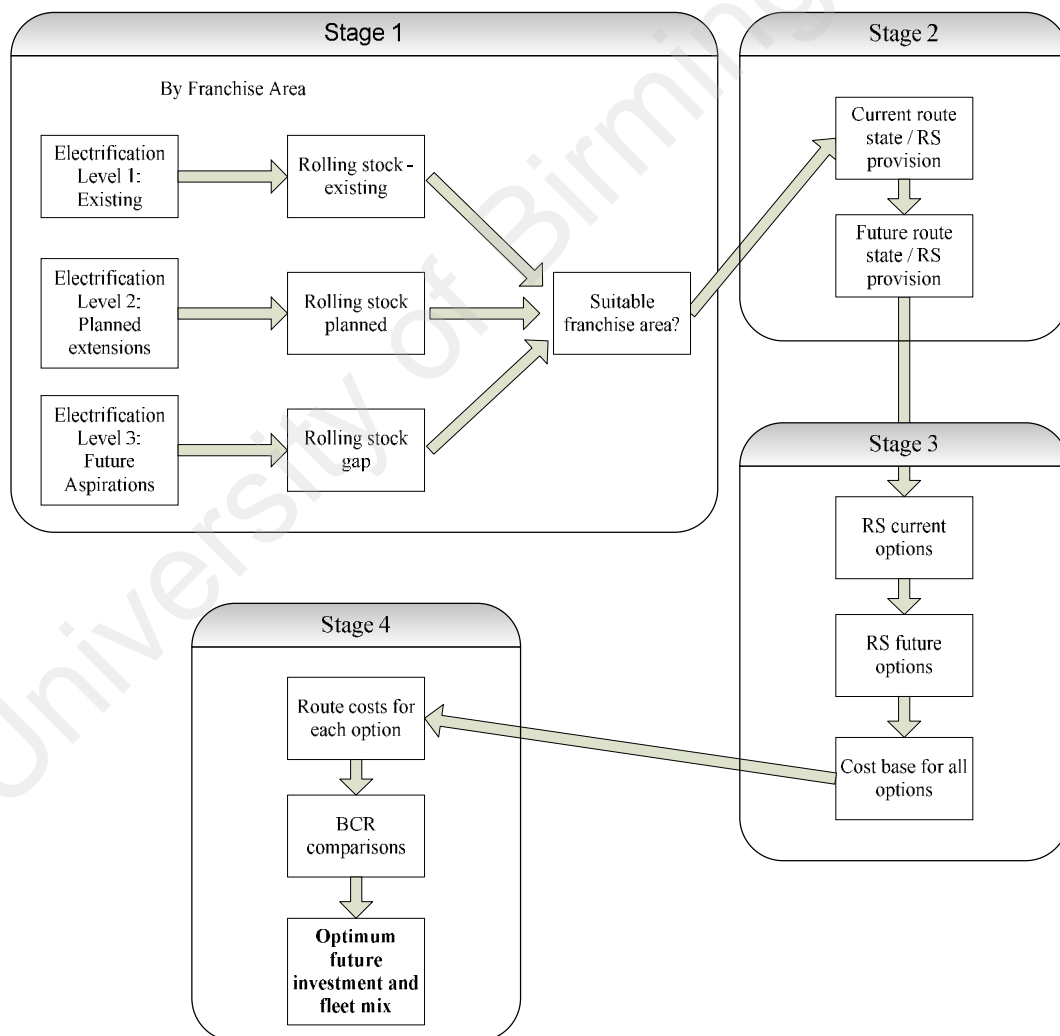 Stage 1
By Franchise Area
Electrification
Level 1:
Existing
Rolling stock -
existing
Electrification
Level 2:
Planned
extensions
Rolling stock
planned
Suitable
franchise area?
Electrification
Level 3:
Future
Aspirations
Rolling stock
gap
Stage 2
Current route
state / RS
provision
Future route
state / RS
provision
Stage 3
RS current
options
RS future
options
Cost base for all
options
Stage 4
Route costs for
each option
BCR
comparisons
Optimum
future
investment and
fleet mix
University of Birming